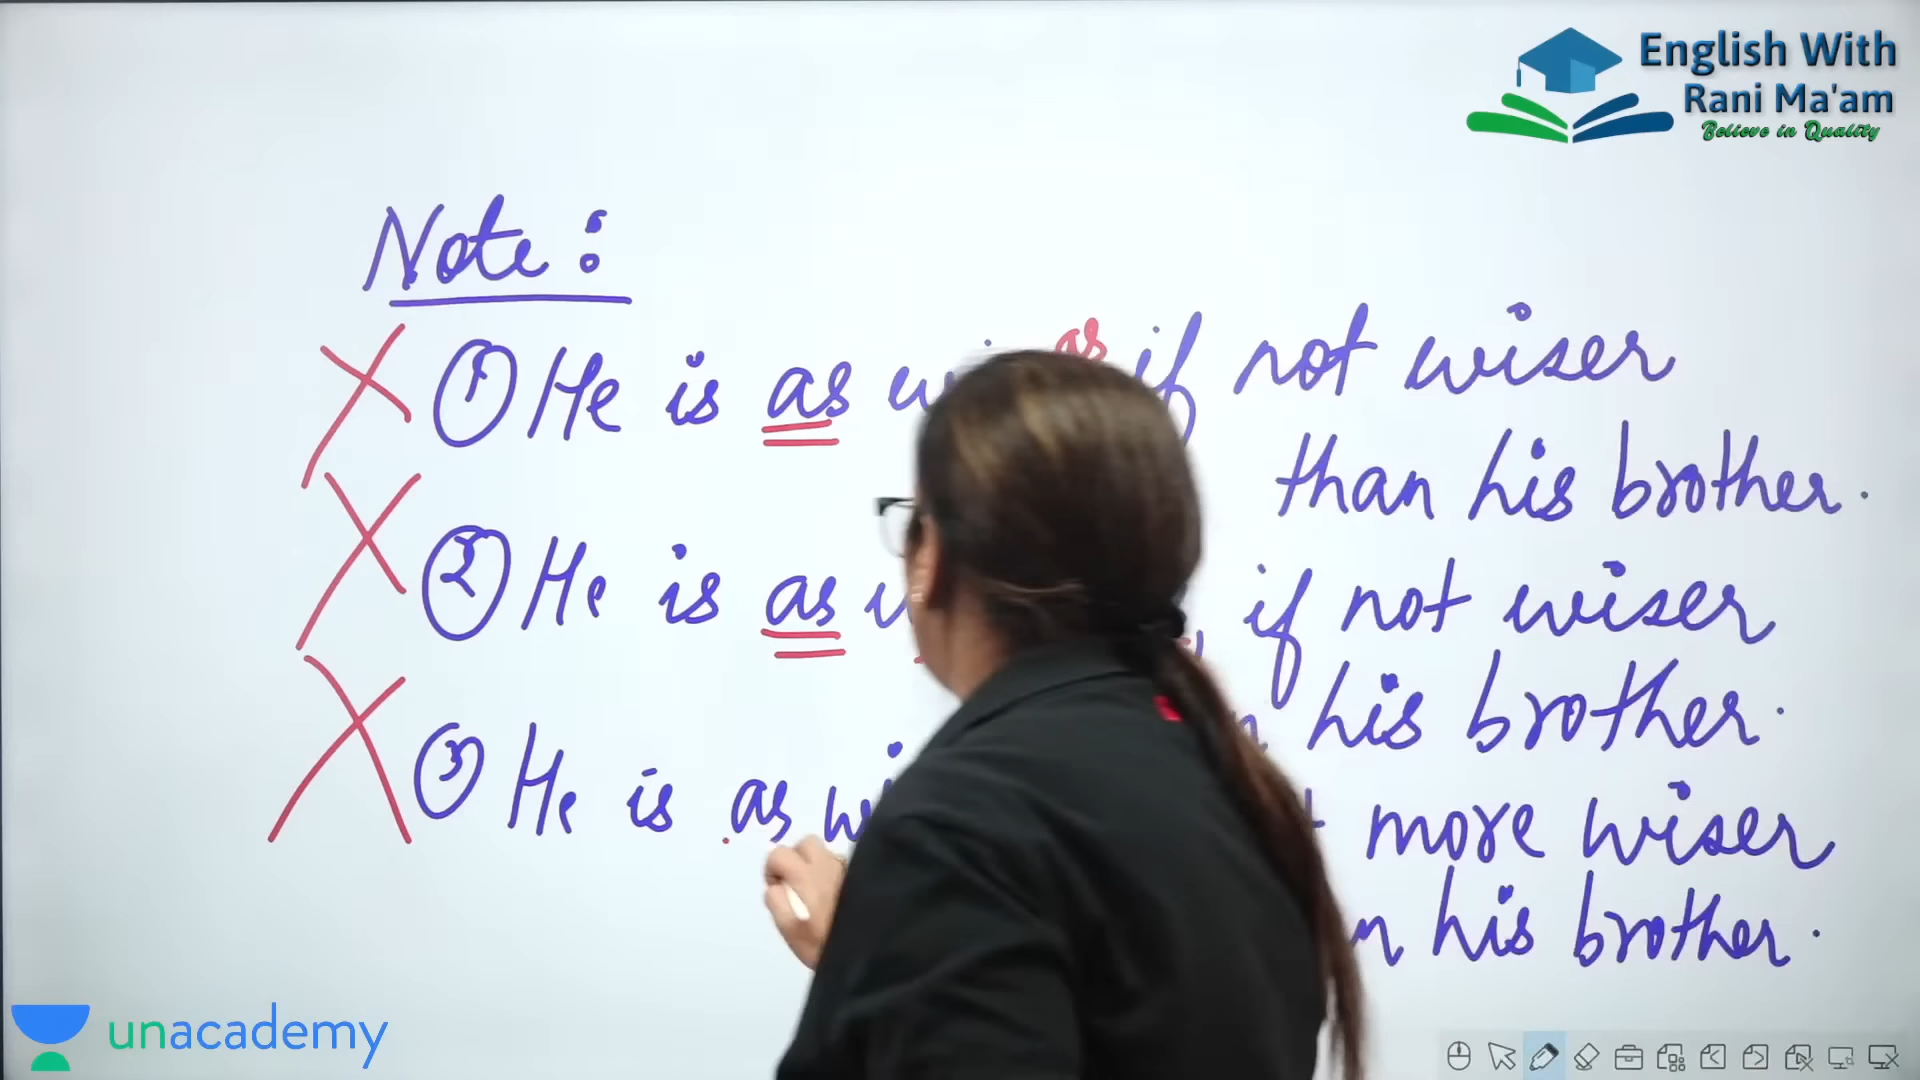 English With
Rani Ma'am
Believe in Quality
Note:
① He is as as if not wiser
than his brother.
② He is as , if not wiser
his brother.
③ He is as more wiser
his brother.
unacademy